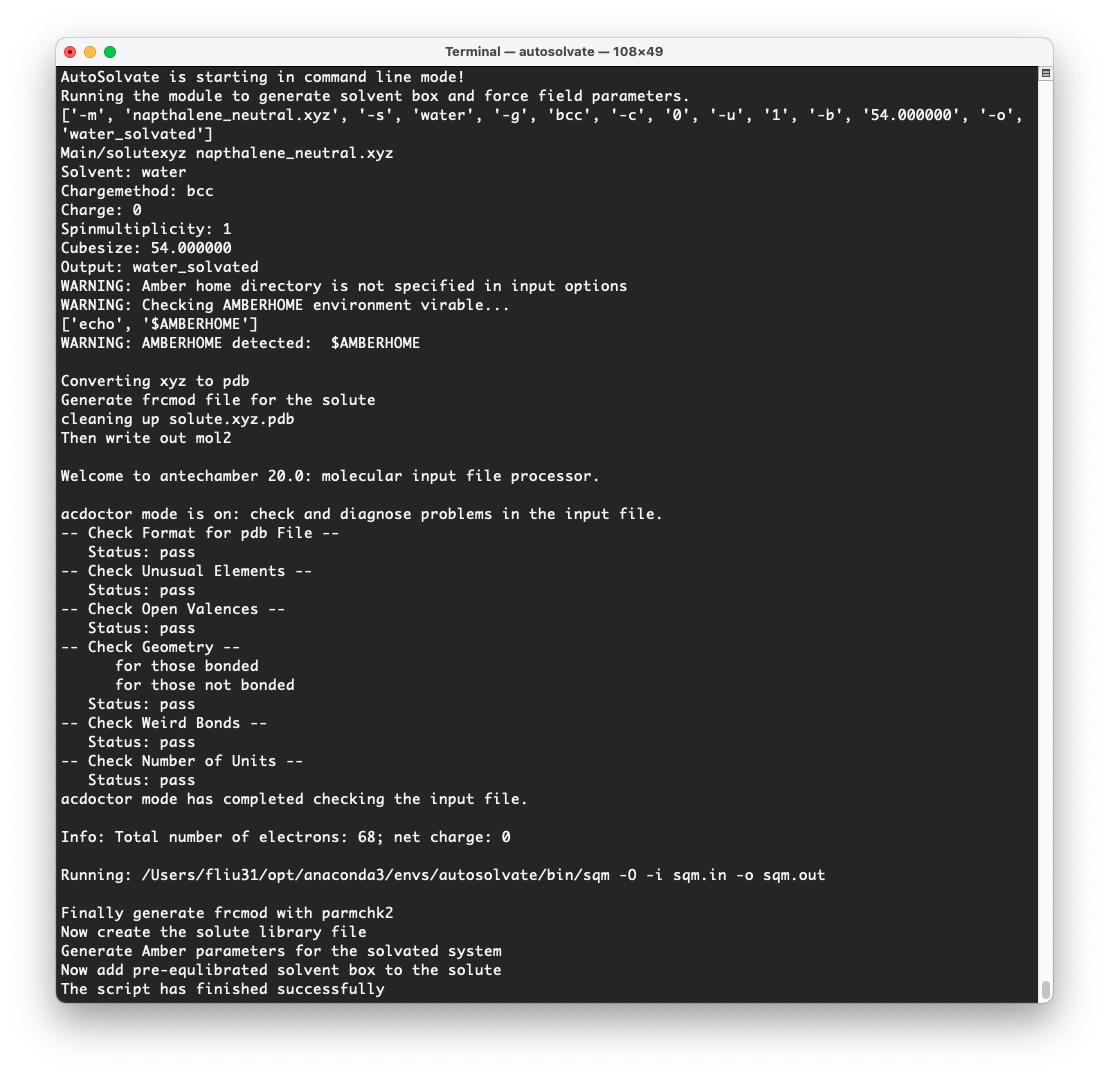 Terminal — autosolvate — 108×49
AutoSolvate is starting in command line mode!
Running the module to generate solvent box and force field parameters.
['-m', 'napthalene_neutral.xyz', '-s', 'water', '-g', 'bcc', '-c', '0', '-u', '1', '-b', '54.000000', '-o',
'water_solvated']
Main/solutexyz napthalene_neutral.xyz
Solvent: water
Chargemethod: bcc
Charge: 0
Spinmultiplicity: 1
Cubesize: 54.000000
Output: water_solvated
WARNING: Amber home directory is not specified in input options
WARNING: Checking AMBERHOME environment virable...
['echo', '$AMBERHOME']
WARNING: AMBERHOME detected:  $AMBERHOME
Converting xyz to pdb
Generate frcmod file for the solute
cleaning up solute.xyz.pdb
Then write out mol2
Welcome to antechamber 20.0: molecular input file processor.
acdoctor mode is on: check and diagnose problems in the input file.
-- Check Format for pdb File --
   Status: pass
-- Check Unusual Elements --
   Status: pass
-- Check Open Valences --
   Status: pass
-- Check Geometry --
      for those bonded
      for those not bonded
   Status: pass
-- Check Weird Bonds --
   Status: pass
-- Check Number of Units --
   Status: pass
acdoctor mode has completed checking the input file.
Info: Total number of electrons: 68; net charge: 0
Running: /Users/fliu31/opt/anaconda3/envs/autosolvate/bin/sqm -O -i sqm.in -o sqm.out
Finally generate frcmod with parmchk2
Now create the solute library file
Generate Amber parameters for the solvated system
Now add pre-equlibrated solvent box to the solute
The script has finished successfully